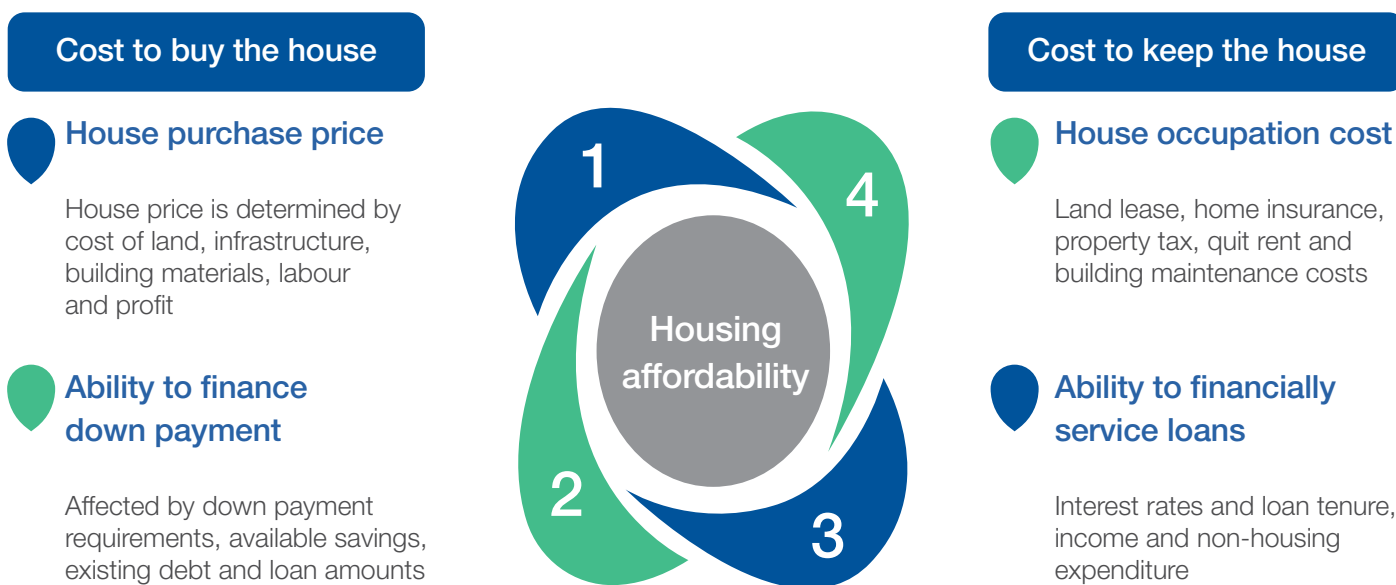 Cost to buy the house
House purchase price
House price is determined by
cost of land, infrastructure,
building materials, labour
and profit
Ability to finance
down payment
Affected by down payment
requirements, available savings,
existing debt and loan amounts
1
4
Housing
affordability
2
3
Cost to keep the house
House occupation cost
Land lease, home insurance,
property tax, quit rent and
building maintenance costs
Ability to financially
service loans
Interest rates and loan tenure,
income and non-housing
expenditure